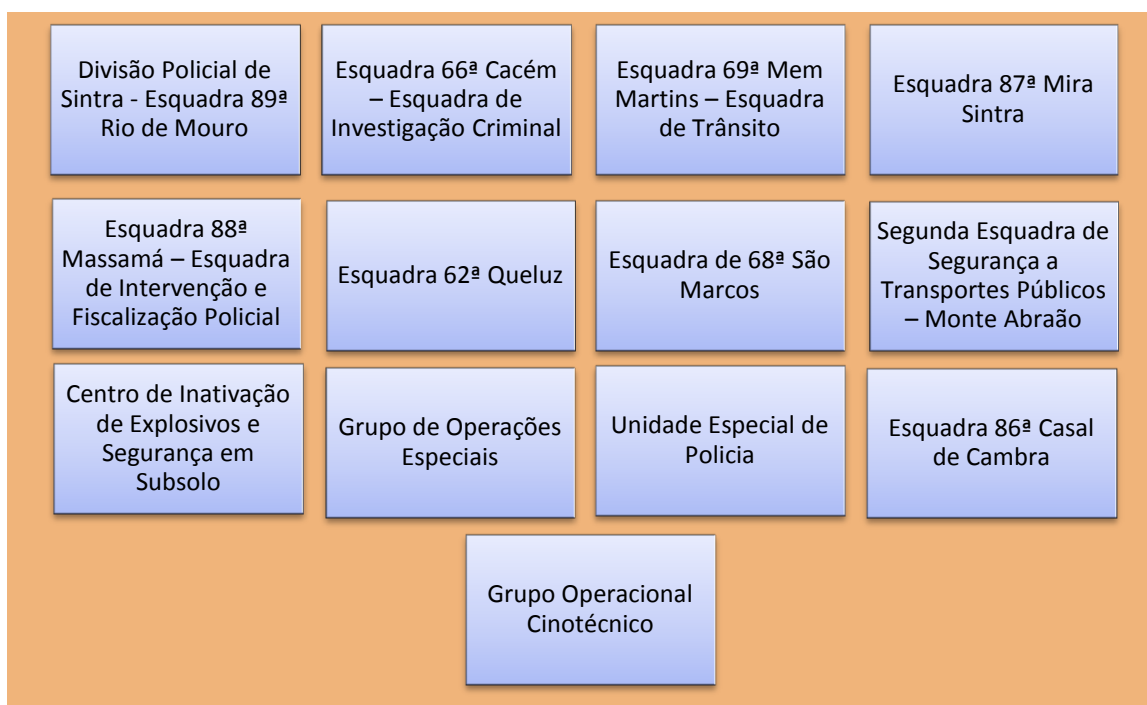 Divisão Policial de
Sintra - Esquadra 89ª
Rio de Mouro
Esquadra 66ª Cacém
– Esquadra de
Investigação Criminal
Esquadra 69ª Mem
Martins – Esquadra
de Trânsito
Esquadra 87ª Mira
Sintra
Esquadra 88ª
Massamá – Esquadra
de Intervenção e
Fiscalização Policial
Esquadra 62ª Queluz
Esquadra de 68ª São
Marcos
Segunda Esquadra de
Segurança a
Transportes Públicos
– Monte Abraão
Centro de Inativação
de Explosivos e
Segurança em
Subsolo
Grupo de Operações
Especiais
Unidade Especial de
Policia
Esquadra 86ª Casal
de Cambra
Grupo Operacional
Cinotécnico